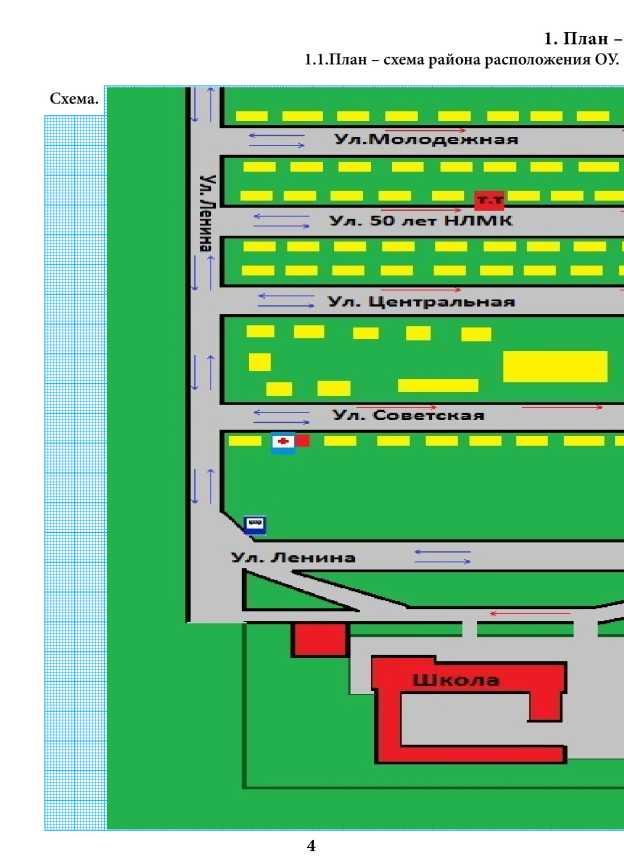 1. План –
1.1.План – схема района расположения ОУ.
Схема.
Ул.Молодежная
Ул. Ленина
т.т
Ул. 50 лет НЛМК
Ул. Центральная
Ул. Советская
Ул. Ленина
Школа
4